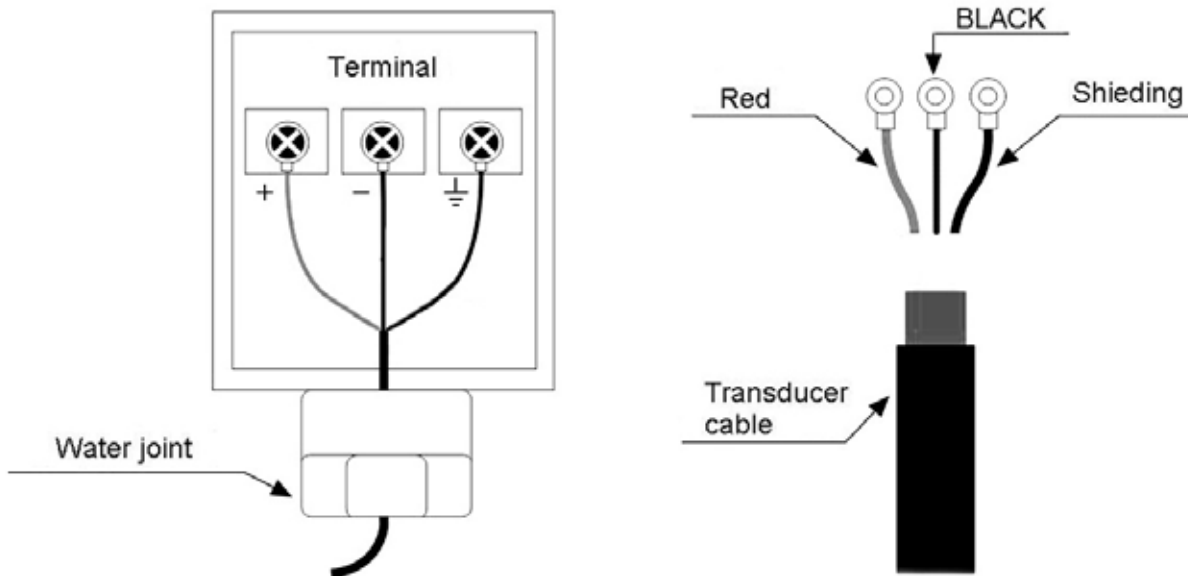 Terminal
+
−
Water joint
BLACK
Red
Shieding
Transducer
cable